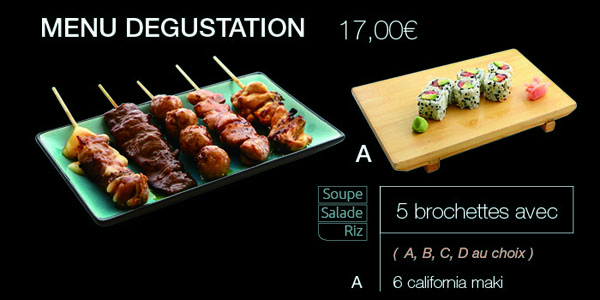 MENU DEGUSTATION 17,00€
A
Soupe
Salade
Riz
5 brochettes avec
( A, B, C, D au choix )
A 6 california maki